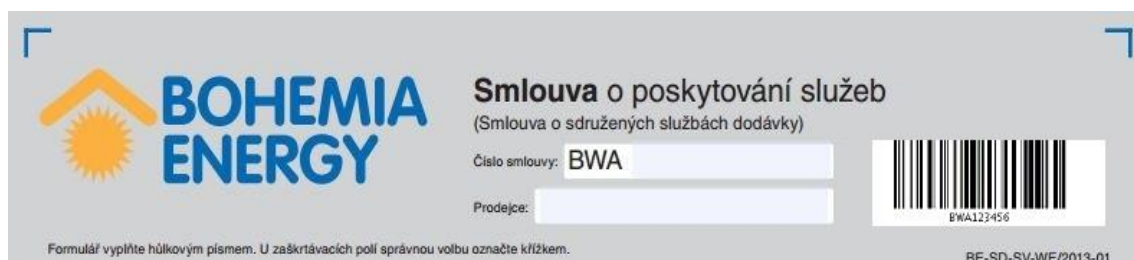 BOHEMIA
ENERGY
Smlouva o poskytování služeb
(Smlouva o sdružených službách dodávky)
Číslo smlouvy: BWA
Prodejce:
BWA123456
Formulář vyplňte hůlkovým písmem. U zaškrtávacích polí správnou volbu označte křížkem.
BE-SD-SV-WE/2013-01